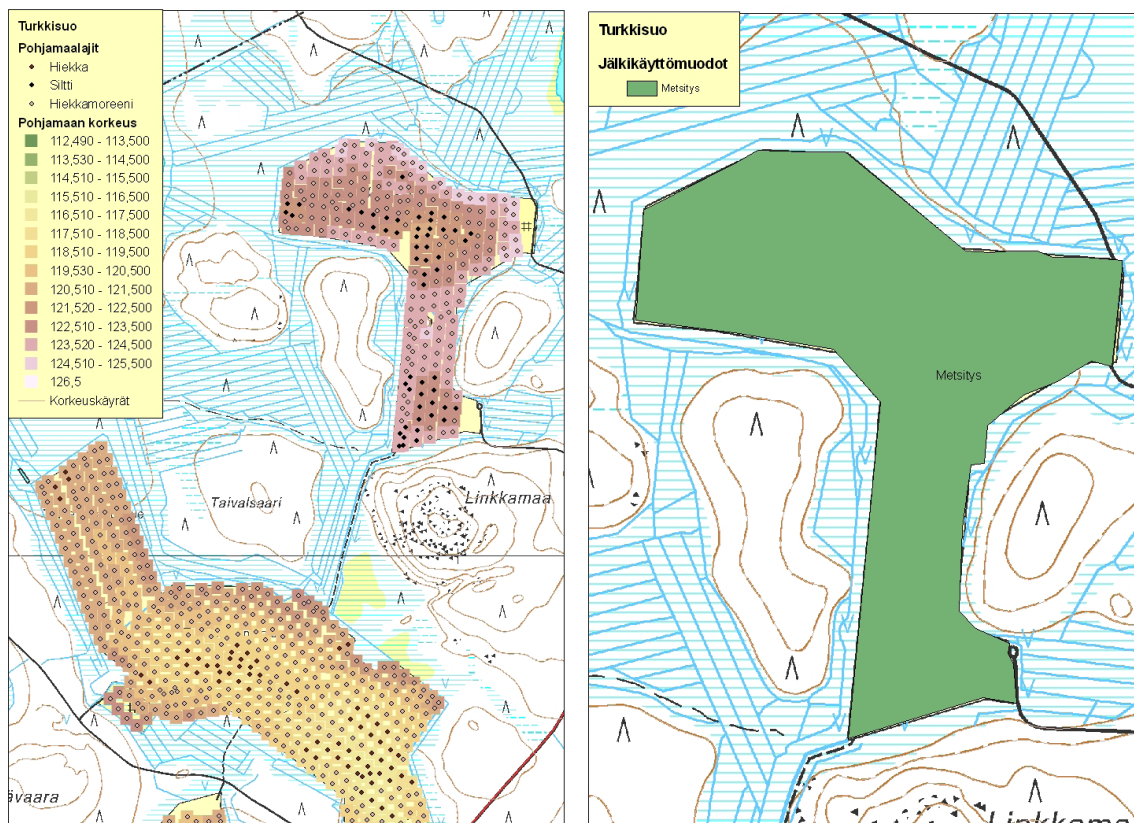 Turkkisuo
Pohjamaalajit
Hiekka
Siltti
Hiekkamoreeni
Pohjamaan korkeus
112,490 - 113,500
113,530 - 114,500
114,510 - 115,500
115,510 - 116,500
116,510 - 117,500
117,510 - 118,500
118,510 - 119,500
119,530 - 120,500
120,510 - 121,500
121,520 - 122,500
122,510 - 123,500
123,520 - 124,500
124,510 - 125,500
126,5
Korkeuskäyrät
Taivalsaari
Linkkamaa
ävaara
Turkkisuo
Jälkikäyttömuodot
Metsitys
Metsitys
Linkkama